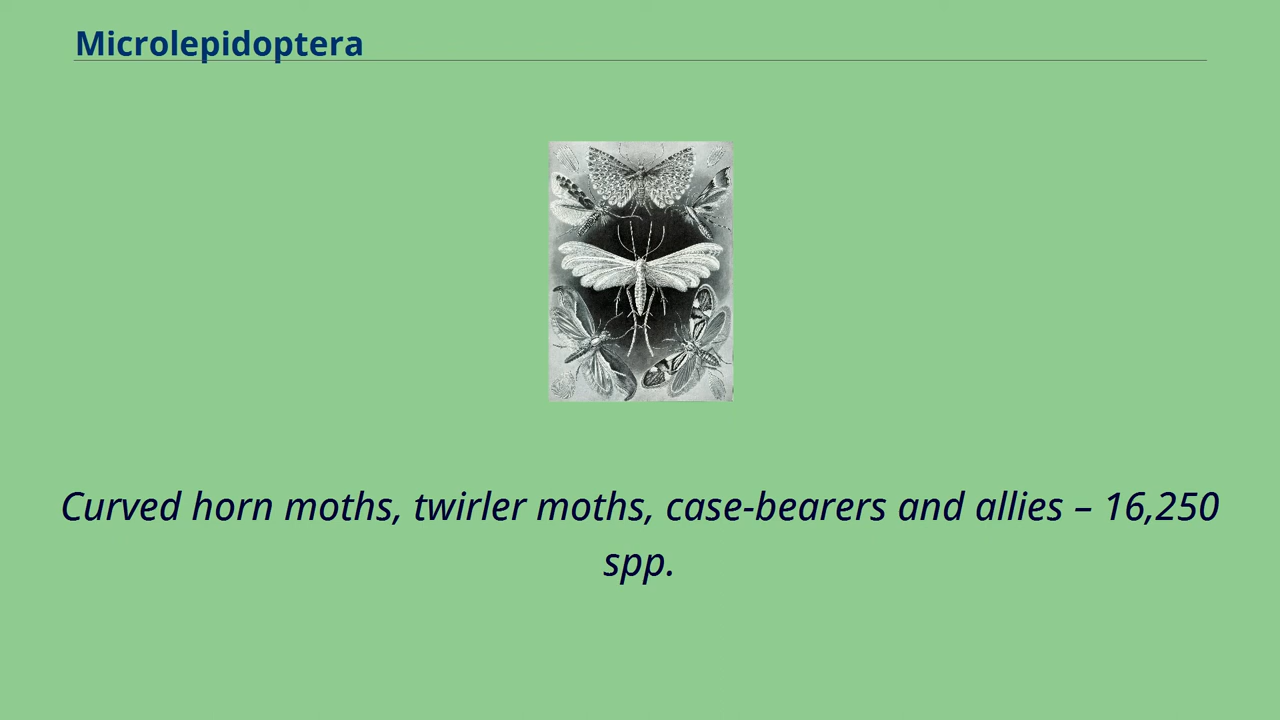 Microlepidoptera
Curved horn moths, twirler moths, case-bearers and allies – 16,250
spp.